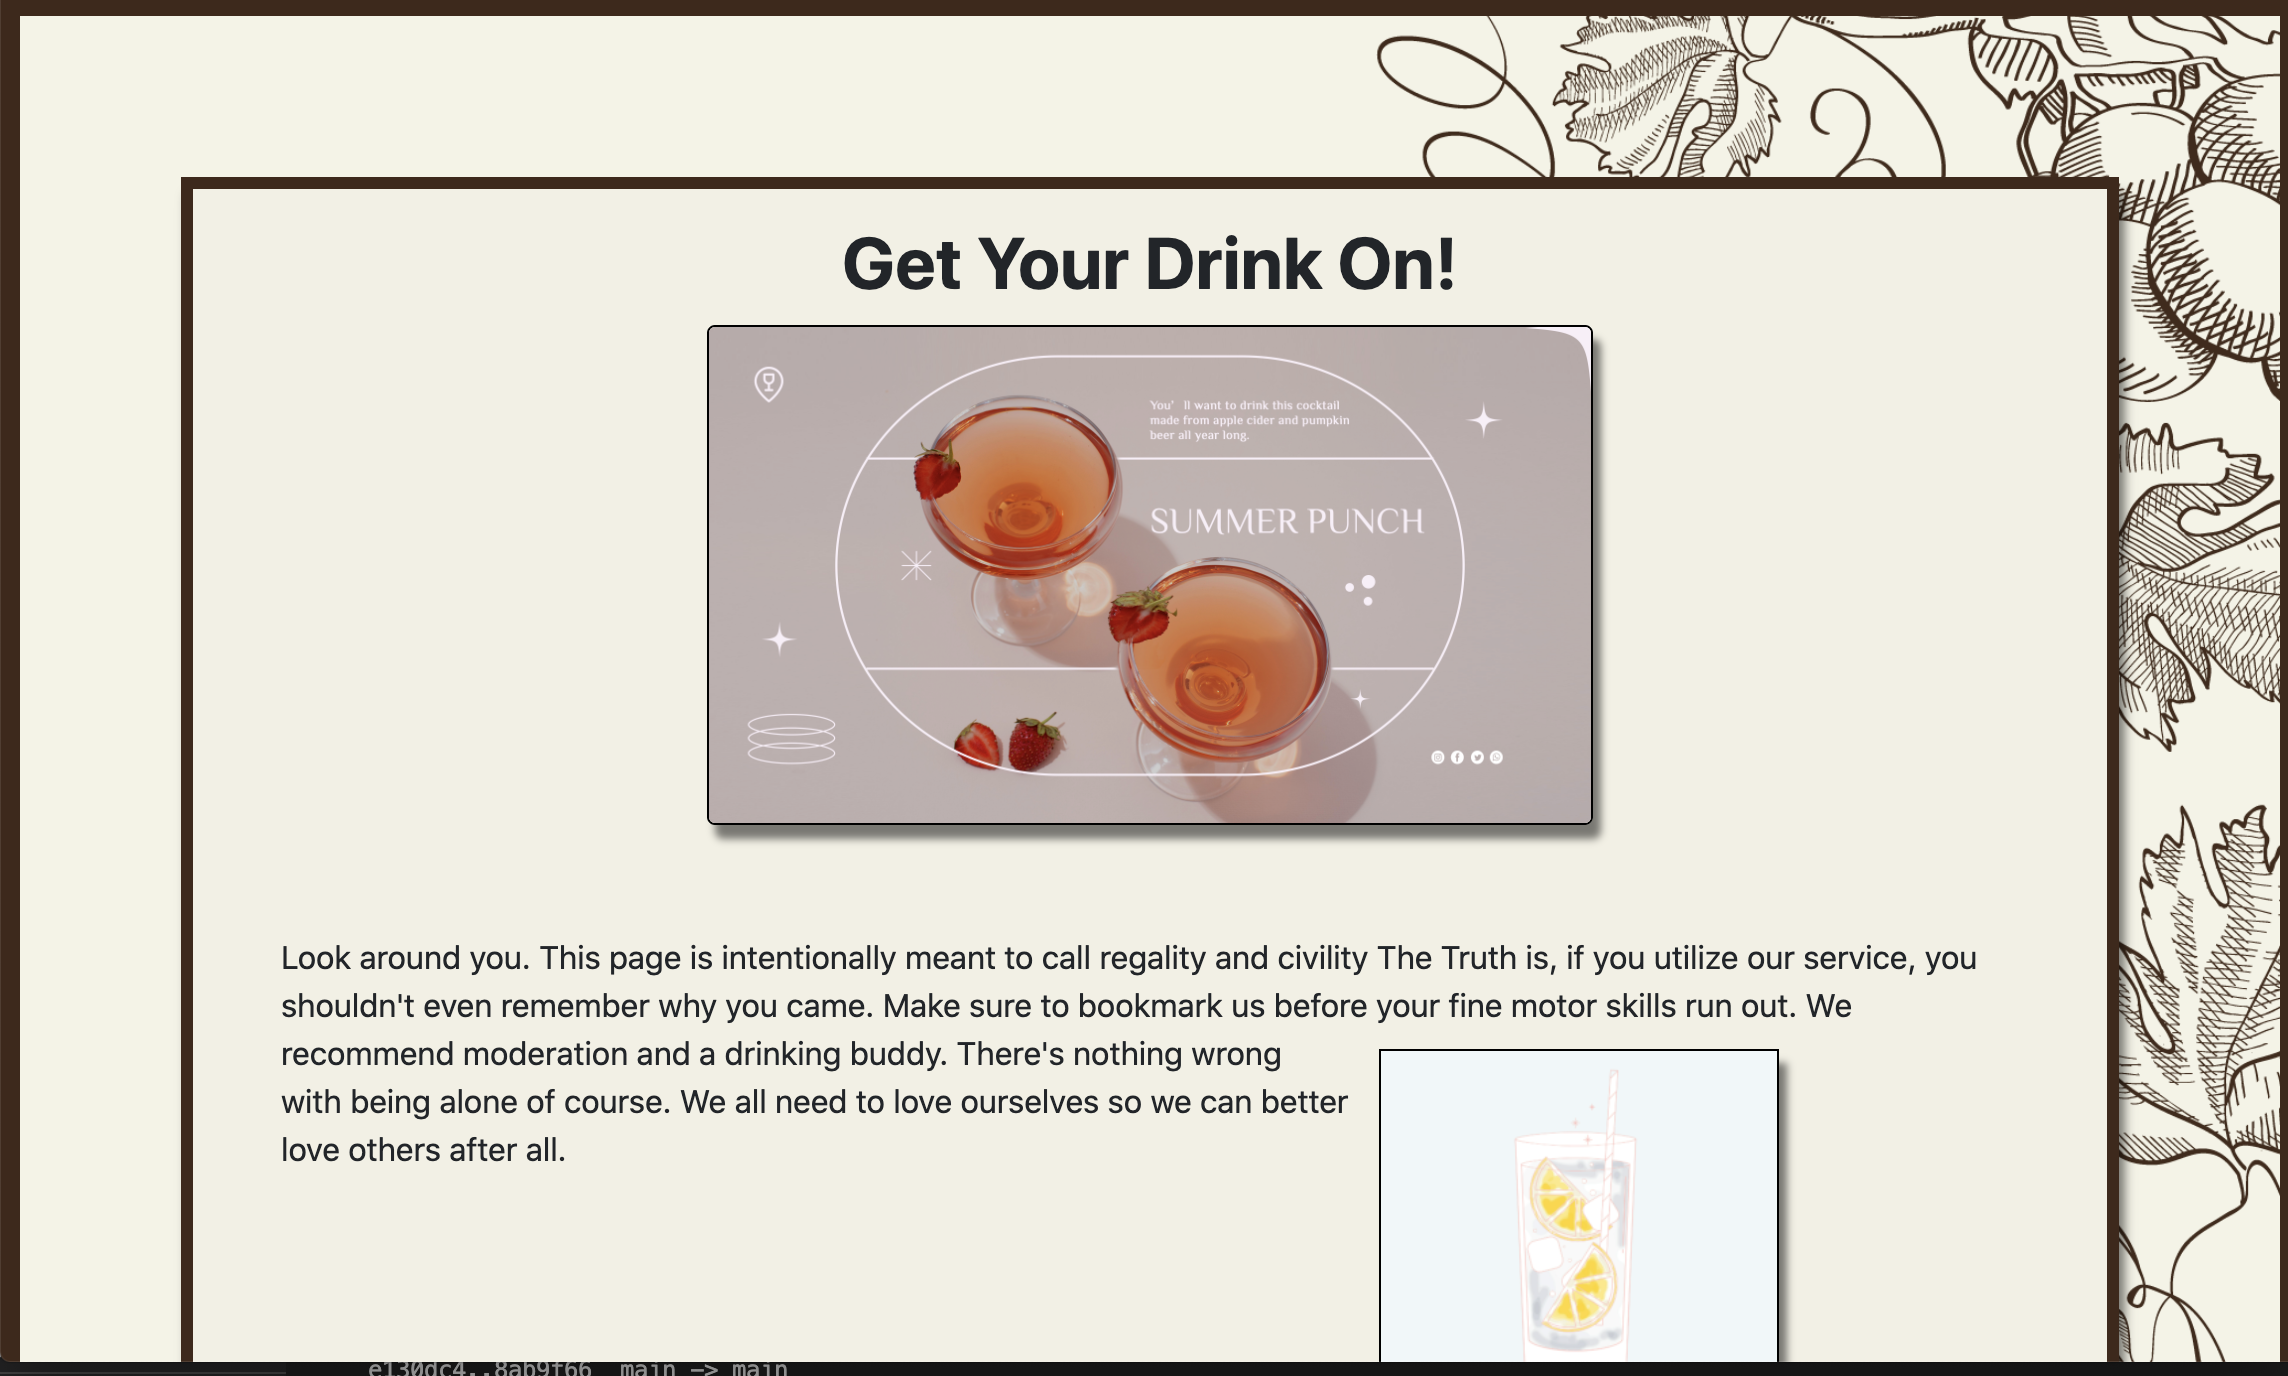 Get Your Drink On!
You' ll want to drink this cocktail
made from apple cider and pumpkin
beer all year long.
SUMMER PUNCH
Look around you. This page is intentionally meant to call regality and civility The Truth is, if you utilize our service, you
shouldn't even remember why you came. Make sure to bookmark us before your fine motor skills run out. We
recommend moderation and a drinking buddy. There's nothing wrong
with being alone of course. We all need to love ourselves so we can better
love others after all.
e130dc4..8ab9f66 main -> main